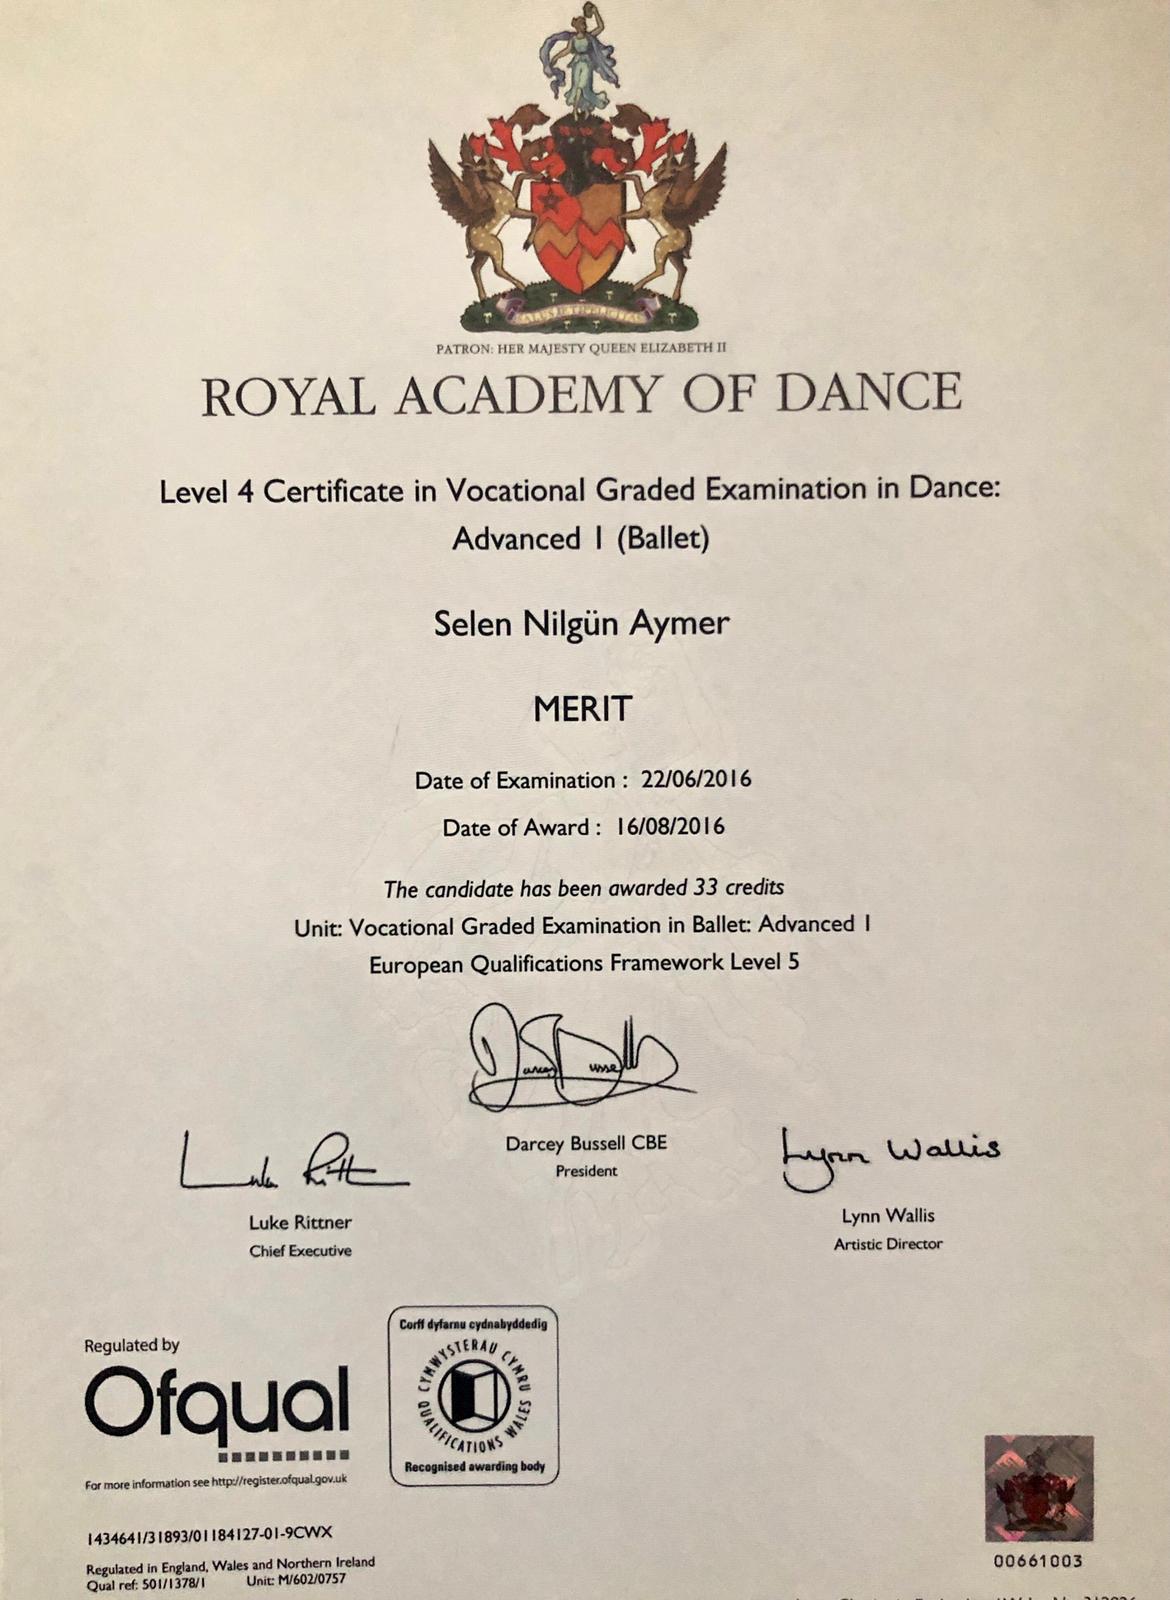 PATRON: HER MAJESTY QUEEN ELIZABETH II
ROYAL ACADEMY OF DANCE
Level 4 Certificate in Vocational Graded Examination in Dance:
Advanced 1 (Ballet)
Selen Nilgün Aymer
MERIT
Date of Examination : 22/06/2016
Date of Award : 16/08/2016
The candidate has been awarded 33 credits
Unit: Vocational Graded Examination in Ballet: Advanced 1
European Qualifications Framework Level 5
Darcey Bussell
Darcey Bussell CBE
President
Luke Rittner
Chief Executive
Lynn Wallis
Lynn Wallis
Artistic Director
Regulated by
Ofqual
For more information see http://register.ofqual.gov.uk
Corff dyfarnu cydnabyddedig
CYMWYSTERAU CYMRU
QUALIFICATIONS WALES
Recognised awarding body
1434641/31893/01184127-01-9CWX
Regulated in England, Wales and Northern Ireland
Qual ref: 501/1378/1 Unit: M/602/0757
00661003